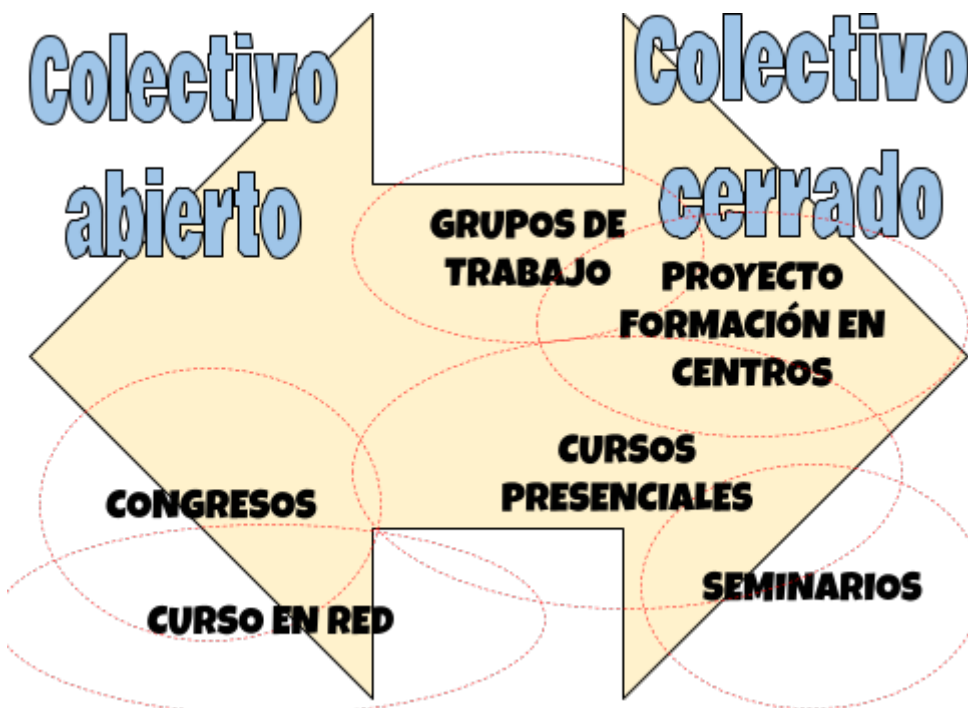 Colectivo
abierto
Colectivo
cerrado
GRUPOS DE
TRABAJO
PROYECTO
FORMACIÓN EN
CENTROS
CURSOS
PRESENCIALES
CONGRESOS
SEMINARIOS
CURSO EN RED